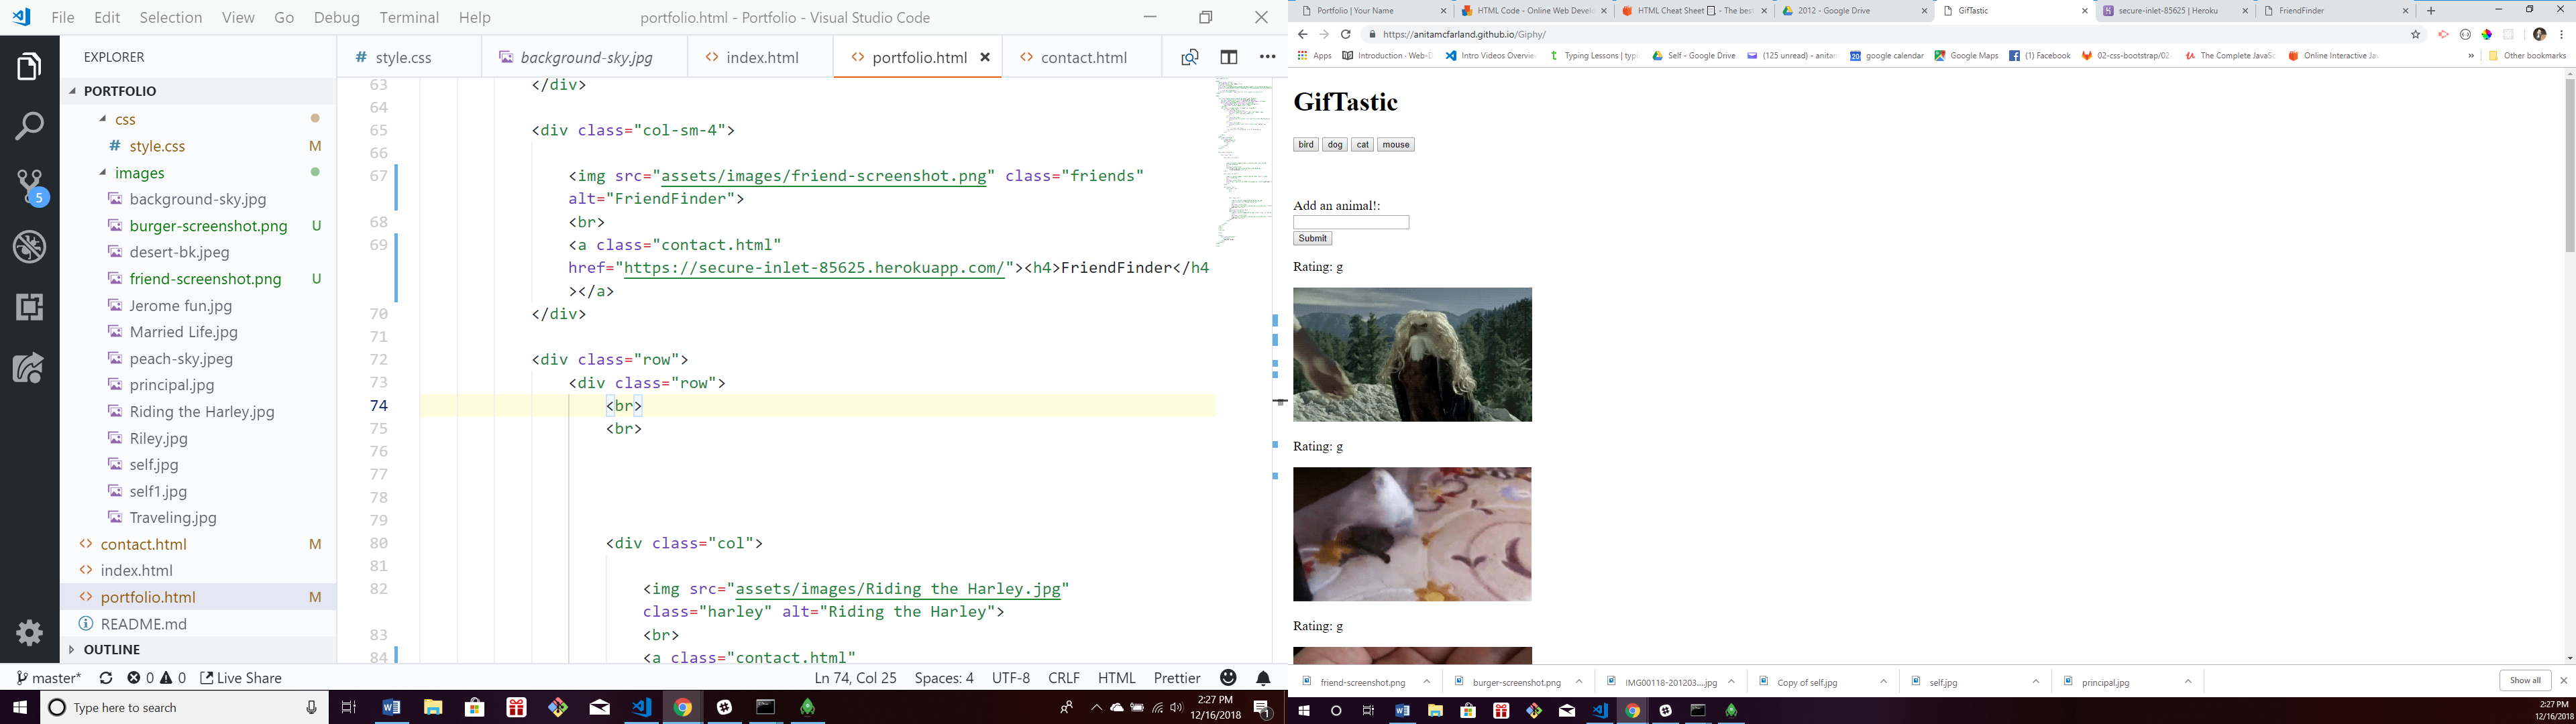 File Edit Selection View Go Debug Terminal Help
portfolio.html - Portfolio - Visual Studio Code
EXPLORER
PORTFOLIO
css
style.css M
images
background-sky.jpg
burger-screenshot.png U
desert-bk.jpeg
friend-screenshot.png U
Jerome fun.jpg
Married Life.jpg
peach-sky.jpeg
principal.jpg
Riding the Harley.jpg
Riley.jpg
self.jpg
self1.jpg
Traveling.jpg
contact.html M
index.html
portfolio.html M
README.md
OUTLINE
5
style.css background-sky.jpg index.html portfolio.html contact.html
63 </div>
64
65 <div class="col-sm-4">
66
67 <img src="assets/images/friend-screenshot.png" class="friends"
alt="FriendFinder">
68 <br>
69 <a class="contact.html"
href="https://secure-inlet-85625.herokuapp.com/"><h4>FriendFinder</h4
></a>
70 </div>
71
72 <div class="row">
73 <div class="row">
74 <br>
75 <br>
76
77
78
79
80 <div class="col">
81
82 <img src="assets/images/Riding the Harley.jpg"
class="harley" alt="Riding the Harley">
83 <br>
84 <a class="contact.html"
master* 0 0 Live Share
Ln 74, Col 25 Spaces: 4 UTF-8 CRLF HTML Prettier
Type here to search
2:27 PM
12/16/2018
1
Portfolio | Your Name
HTML Code - Online Web Develo
HTML Cheat Sheet - The bes
2012 - Google Drive
GifTastic
secure-inlet-85625 | Heroku
FriendFinder
https://anitamcfarland.github.io/Giphy/
Apps Introduction · Web-D Intro Videos Overview Typing Lessons | type Self - Google Drive (125 unread) - anitam google calendar Google Maps (1) Facebook 02-css-bootstrap/02 The Complete JavaSc Online Interactive Jav » Other bookmarks
GifTastic
bird dog cat mouse
Add an animal!:
Submit
Rating: g
Rating: g
Rating: g
friend-screenshot.png burger-screenshot.png IMG00118-201203....jpg Copy of self.jpg self.jpg principal.jpg Show all
2:27 PM
12/16/2018